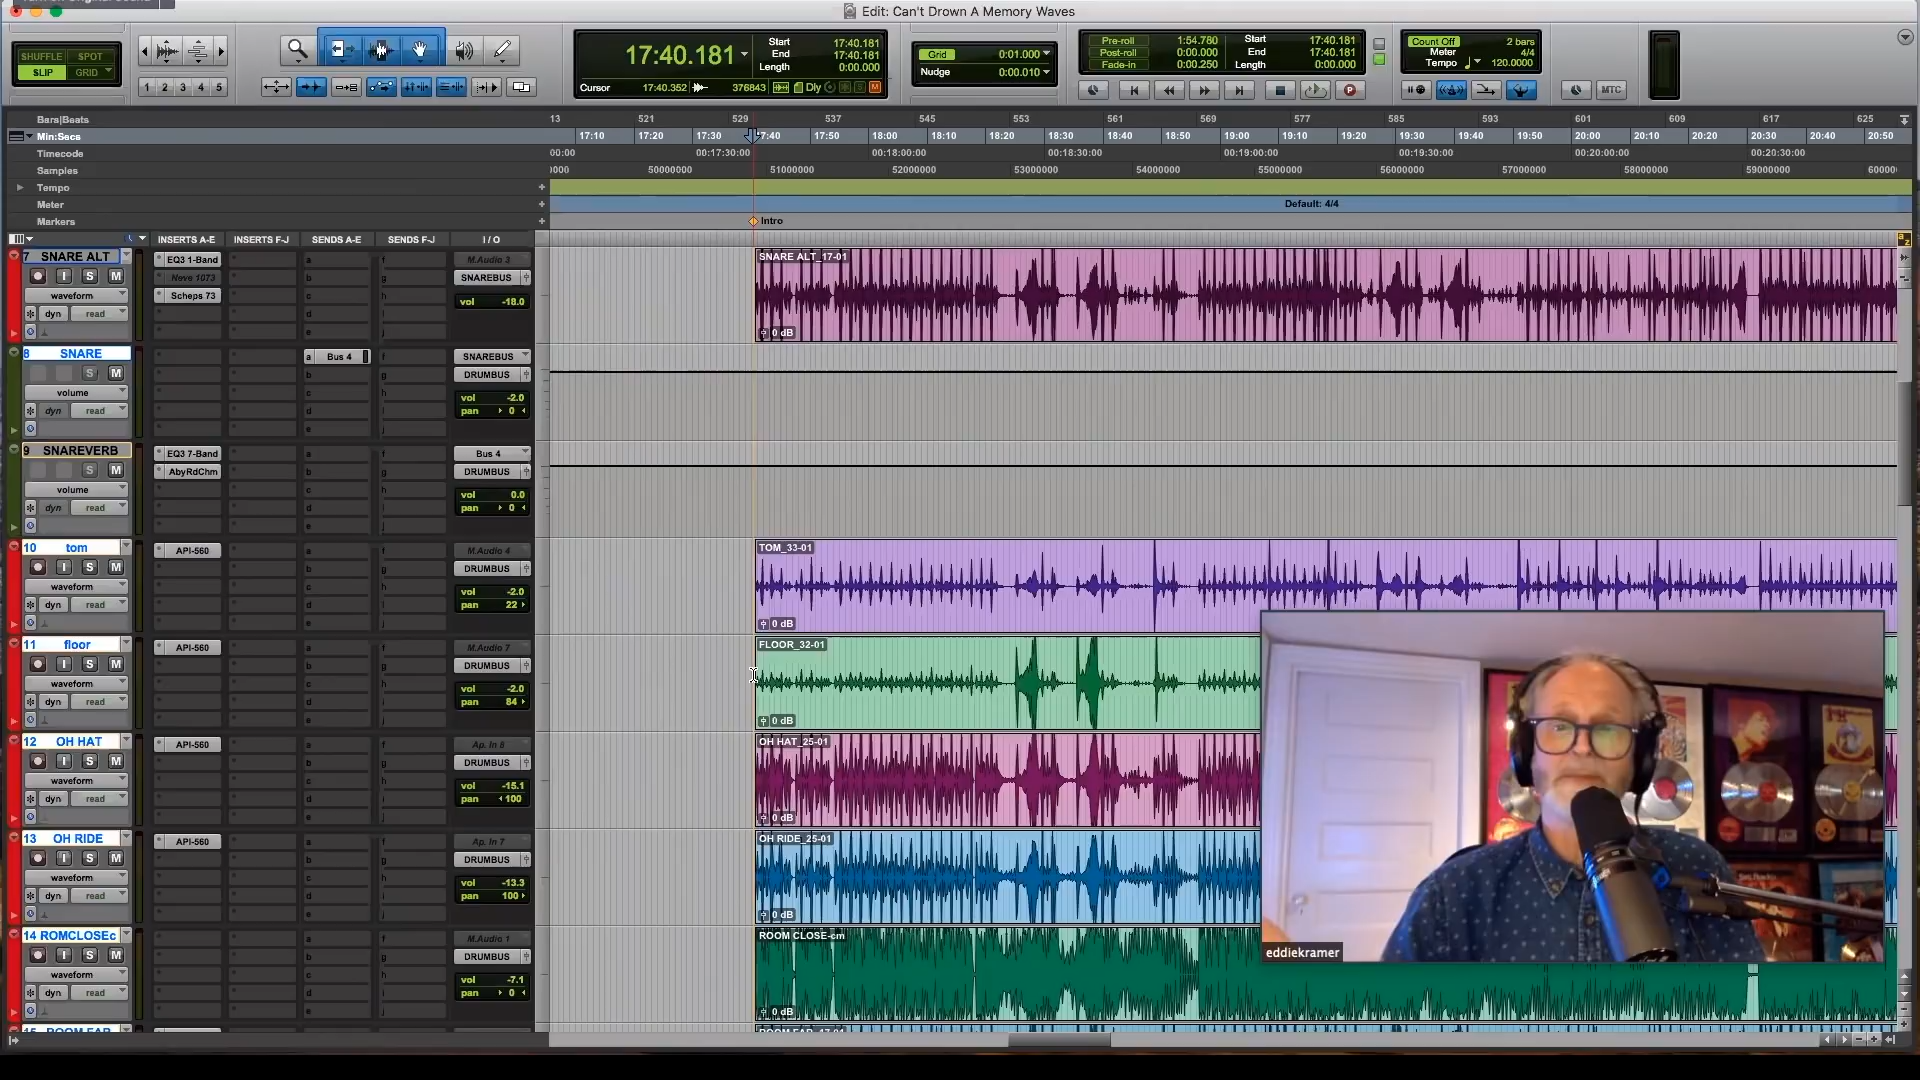 Edit: Can't Drown A Memory Waves
SHUFFLE SPOT
SLIP GRID
1 2 3 4 5
17:40.181
Start 17:40.181
End 17:40.181
Length 0:00.000
Cursor 17:40.352 376843 Dly
Grid 0:01.000
Nudge 0:00.010
Pre-roll 1:54.780
Post-roll 0:00.000
Fade-in 0:00.250
Start 17:40.181
End 17:40.181
Length 0:00.000
Count Off 2 bars
Meter 4/4
Tempo 120.0000
MTC
Bars|Beats 13 521 529 537 545 553 561 569 577 585 593 601 609 617 625
Min:Secs 17:10 17:20 17:30 17:40 17:50 18:00 18:10 18:20 18:30 18:40 18:50 19:00 19:10 19:20 19:30 19:40 19:50 20:00 20:10 20:20 20:30 20:40 20:50
Timecode 00:00 00:17:30:00 00:18:00:00 00:18:30:00 00:19:00:00 00:19:30:00 00:20:00:00 00:20:30:00
Samples 0000 50000000 51000000 52000000 53000000 54000000 55000000 56000000 57000000 58000000 59000000 60000
Tempo
Meter Default: 4/4
Markers Intro
INSERTS A-E INSERTS F-J SENDS A-E SENDS F-J I / O
7 SNARE ALT EQ3 1-Band a f M.Audio 3
I S M Neve 1073 b g SNAREBUS
waveform Scheps 73 c h vol -18.0
dyn read d i
e j
SNARE ALT_17-01
0 dB
8 SNARE a Bus 4 f SNAREBUS
S M b g DRUMBUS
volume c h vol -2.0
dyn read d i pan 0
e j
9 SNAREVERB EQ3 7-Band a f Bus 4
S M AbyRdChm b g DRUMBUS
volume c h vol 0.0
dyn read d i pan 0
e j
10 tom API-560 a f M.Audio 4
I S M b g DRUMBUS
waveform c h vol -2.0
dyn read d i pan 22
e j
TOM_33-01
0 dB
11 floor API-560 a f M.Audio 7
I S M b g DRUMBUS
waveform c h vol -2.0
dyn read d i pan 84
e j
FLOOR_32-01
0 dB
12 OH HAT API-560 a f Ap. In 8
I S M b g DRUMBUS
waveform c h vol -15.1
dyn read d i pan 100
e j
OH HAT_25-01
0 dB
13 OH RIDE API-560 a f Ap. In 7
I S M b g DRUMBUS
waveform c h vol -13.3
dyn read d i pan 100
e j
OH RIDE_25-01
0 dB
14 ROMCLOSEc a f M.Audio 1
I S M b g DRUMBUS
waveform c h vol -7.1
dyn read d i pan 0
e j
ROOM CLOSE-cm
0 dB
eddiekramer